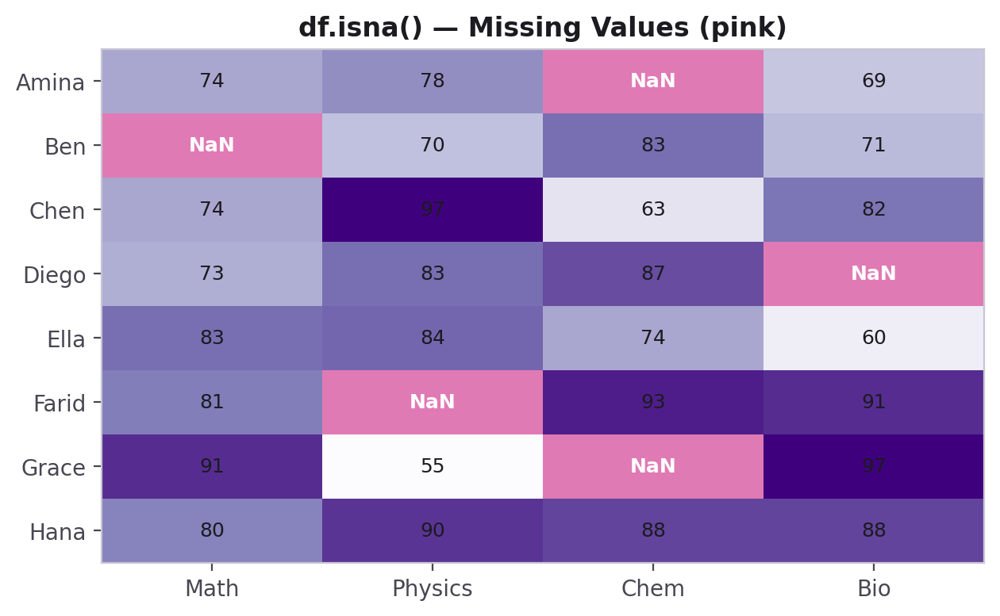 df.isna() — Missing Values (pink)
Amina 74 78 NaN 69
Ben NaN 70 83 71
Chen 74 97 63 82
Diego 73 83 87 NaN
Ella 83 84 74 60
Farid 81 NaN 93 91
Grace 91 55 NaN 97
Hana 80 90 88 88
Math Physics Chem Bio